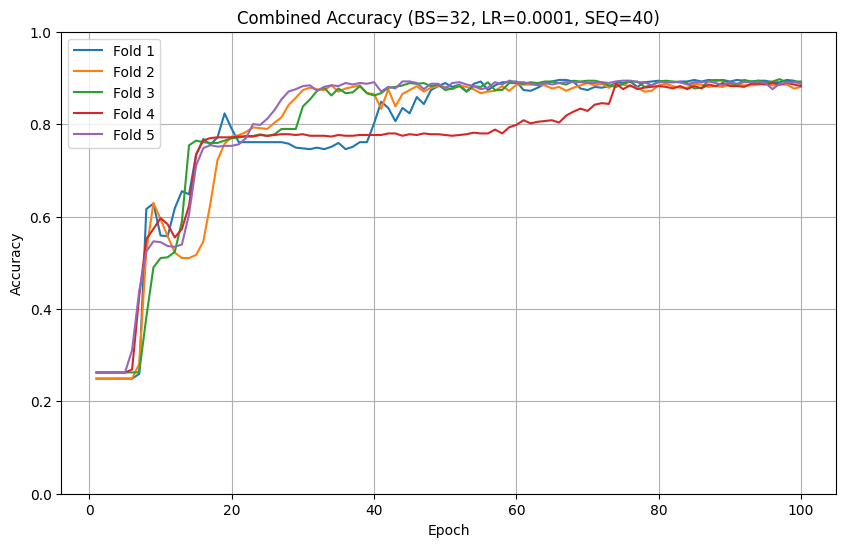 Combined Accuracy (BS=32, LR=0.0001, SEQ=40)
Fold 1
Fold 2
Fold 3
Fold 4
Fold 5
1.0
0.8
0.6
0.4
0.2
0.0
Accuracy
0 20 40 60 80 100
Epoch